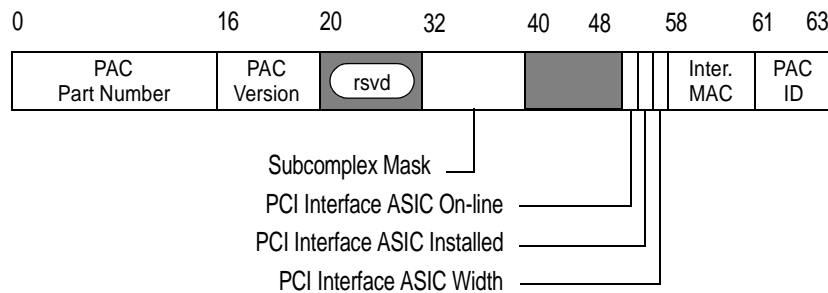 0 16 20 32 40 48 58 61 63
PAC PAC Inter. PAC
Part Number Version rsvd MAC ID
Subcomplex Mask
PCI Interface ASIC On-line
PCI Interface ASIC Installed
PCI Interface ASIC Width